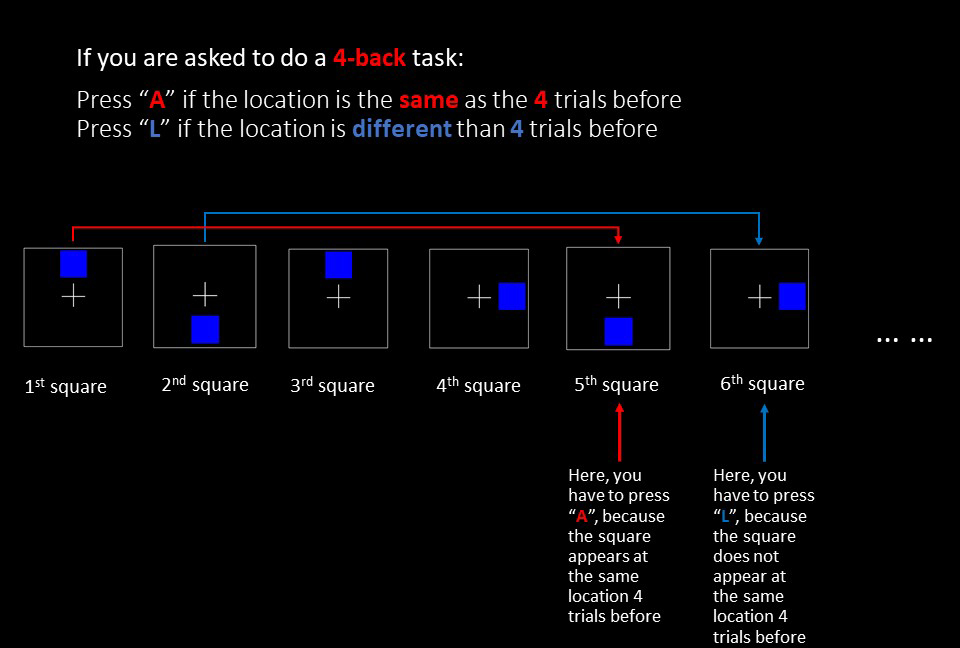 If you are asked to do a 4-back task:
Press “A” if the location is the same as the 4 trials before
Press “L” if the location is different than 4 trials before
... ...
1st square
2nd square
3rd square
4th square
5th square
6th square
Here, you
have to press
“A”, because
the square
appears at
the same
location 4
trials before
Here, you
have to press
“L”, because
the square
does not
appear at
the same
location 4
trials before